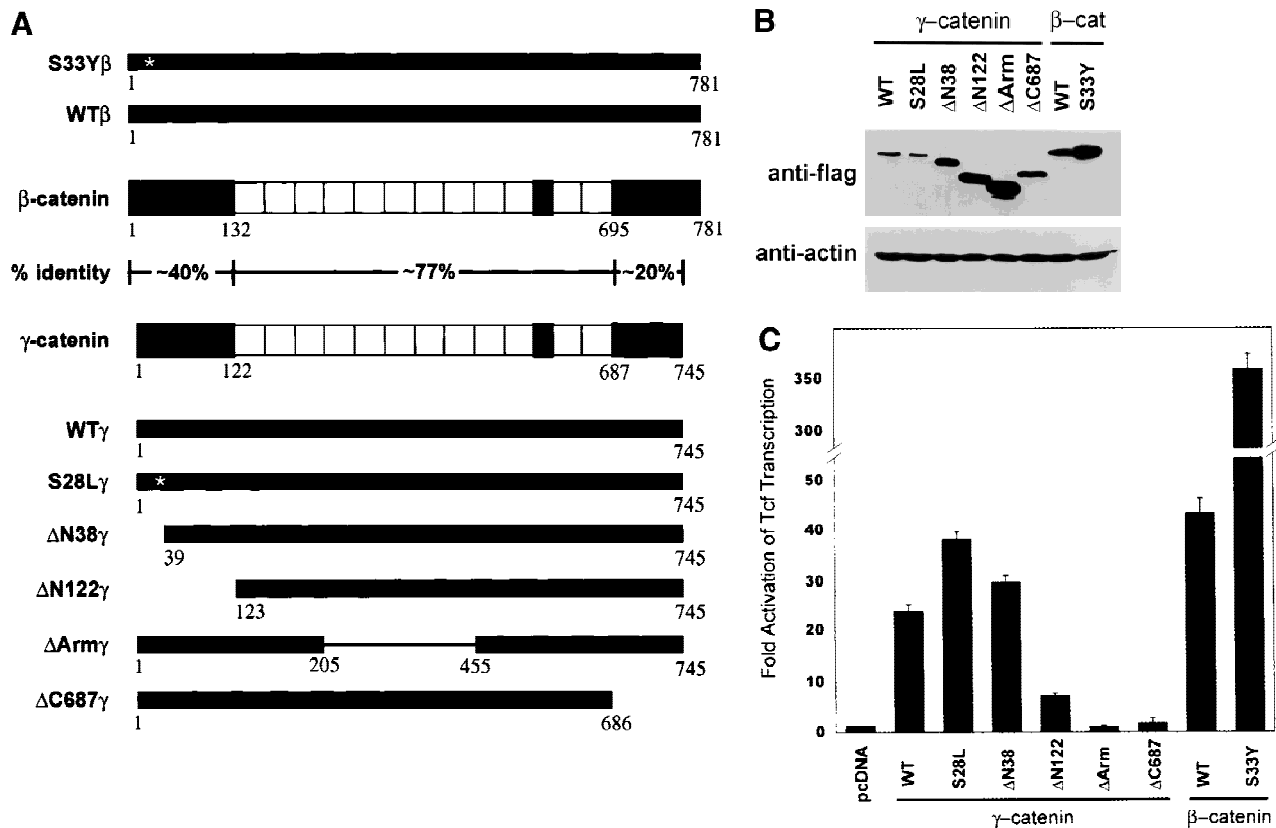 A
S33Yβ
*
1 781
WTβ
1 781
β-catenin
1 132 695 781
% identity ~40% ~77% ~20%
γ-catenin
1 122 687 745
WTγ
1 745
S28Lγ
*
1 745
ΔN38γ
39 745
ΔN122γ
123 745
ΔArmγ
1 205 455 745
ΔC687γ
1 686
B
γ–catenin β–cat
WT S28L ΔN38 ΔN122 ΔArm ΔC687 WT S33Y
anti-flag
anti-actin
C
Fold Activation of Tcf Transcription
350
300
50
40
30
20
10
0
pcDNA WT S28L ΔN38 ΔN122 ΔArm ΔC687 WT S33Y
γ–catenin β–catenin